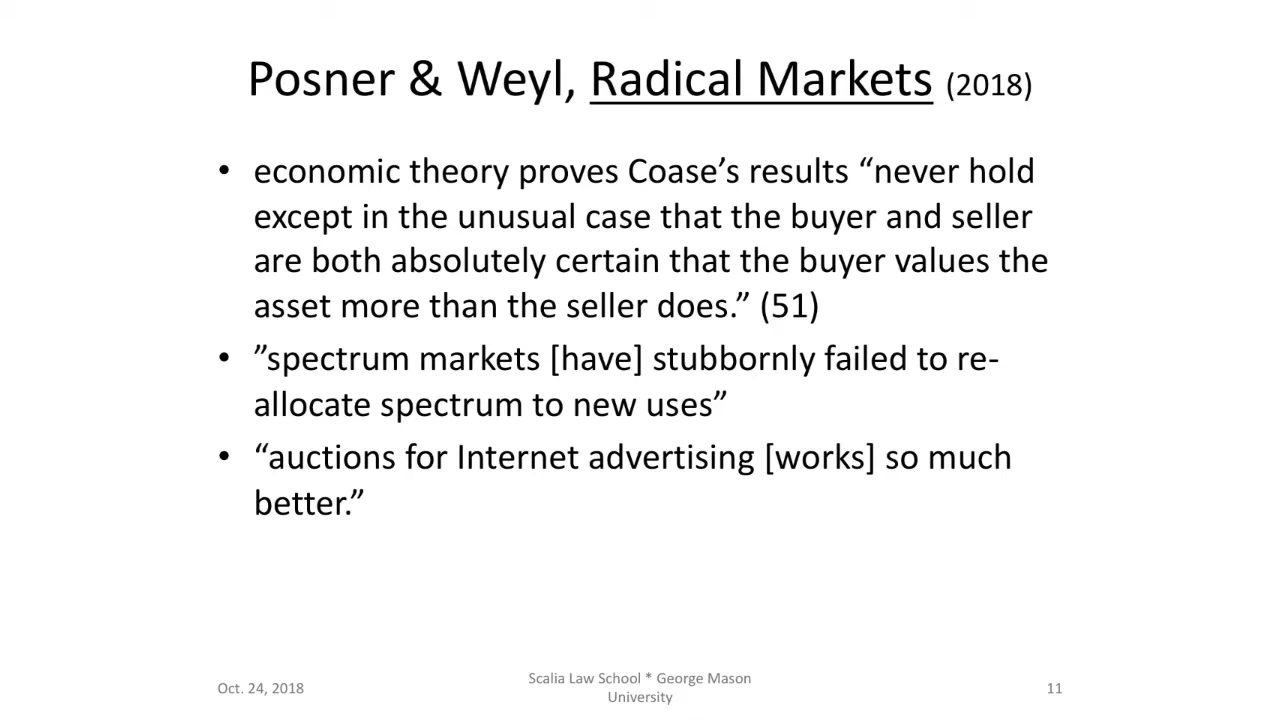 Posner & Weyl, Radical Markets (2018)
• economic theory proves Coase’s results “never hold
except in the unusual case that the buyer and seller
are both absolutely certain that the buyer values the
asset more than the seller does.” (51)
• ”spectrum markets [have] stubbornly failed to re-
allocate spectrum to new uses”
• “auctions for Internet advertising [works] so much
better.”
Oct. 24, 2018
Scalia Law School * George Mason
University
11